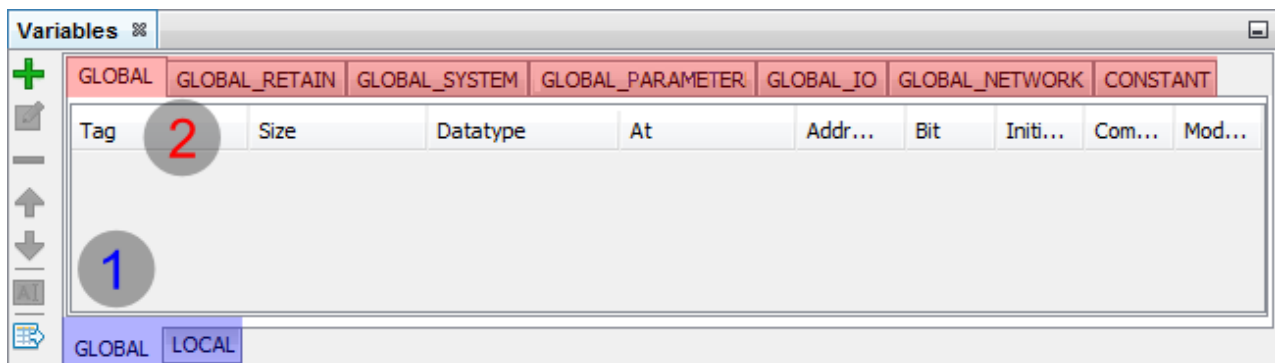 Variables
GLOBAL GLOBAL_RETAIN GLOBAL_SYSTEM GLOBAL_PARAMETER GLOBAL_IO GLOBAL_NETWORK CONSTANT
Tag 2 Size Datatype At Addr... Bit Initi... Com... Mod...
1
AI
GLOBAL LOCAL